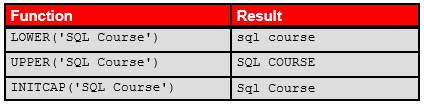 Function Result
LOWER('SQL Course') sql course
UPPER('SQL Course') SQL COURSE
INITCAP('SQL Course') Sql Course